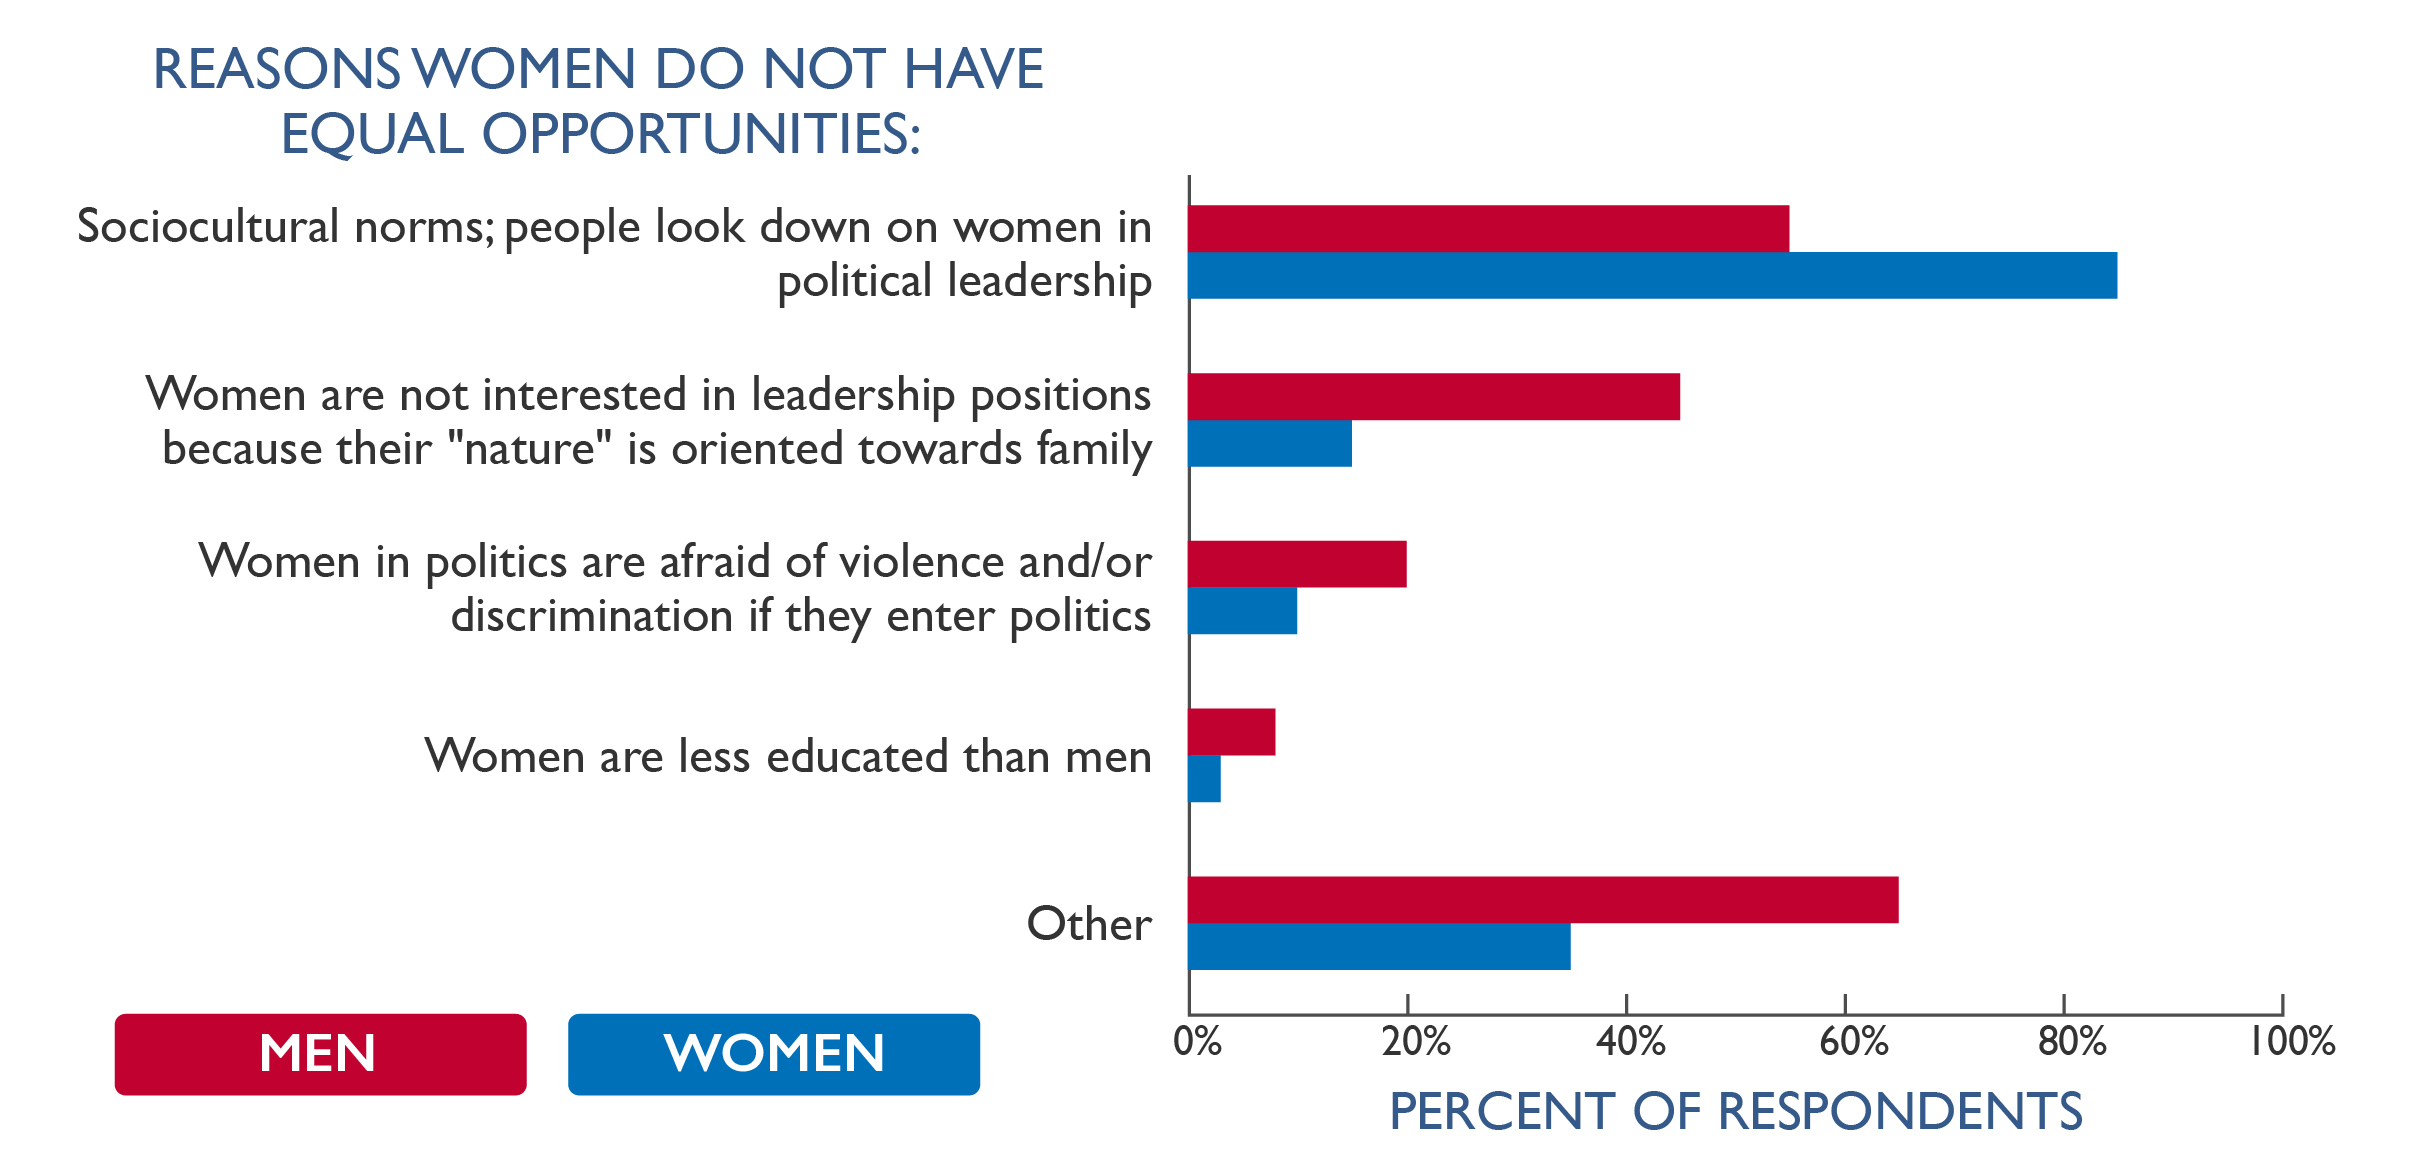 REASONS WOMEN DO NOT HAVE
EQUAL OPPORTUNITIES:
Sociocultural norms; people look down on women in
political leadership
Women are not interested in leadership positions
because their "nature" is oriented towards family
Women in politics are afraid of violence and/or
discrimination if they enter politics
Women are less educated than men
Other
MEN
WOMEN
0%
20%
40%
60%
80%
100%
PERCENT OF RESPONDENTS